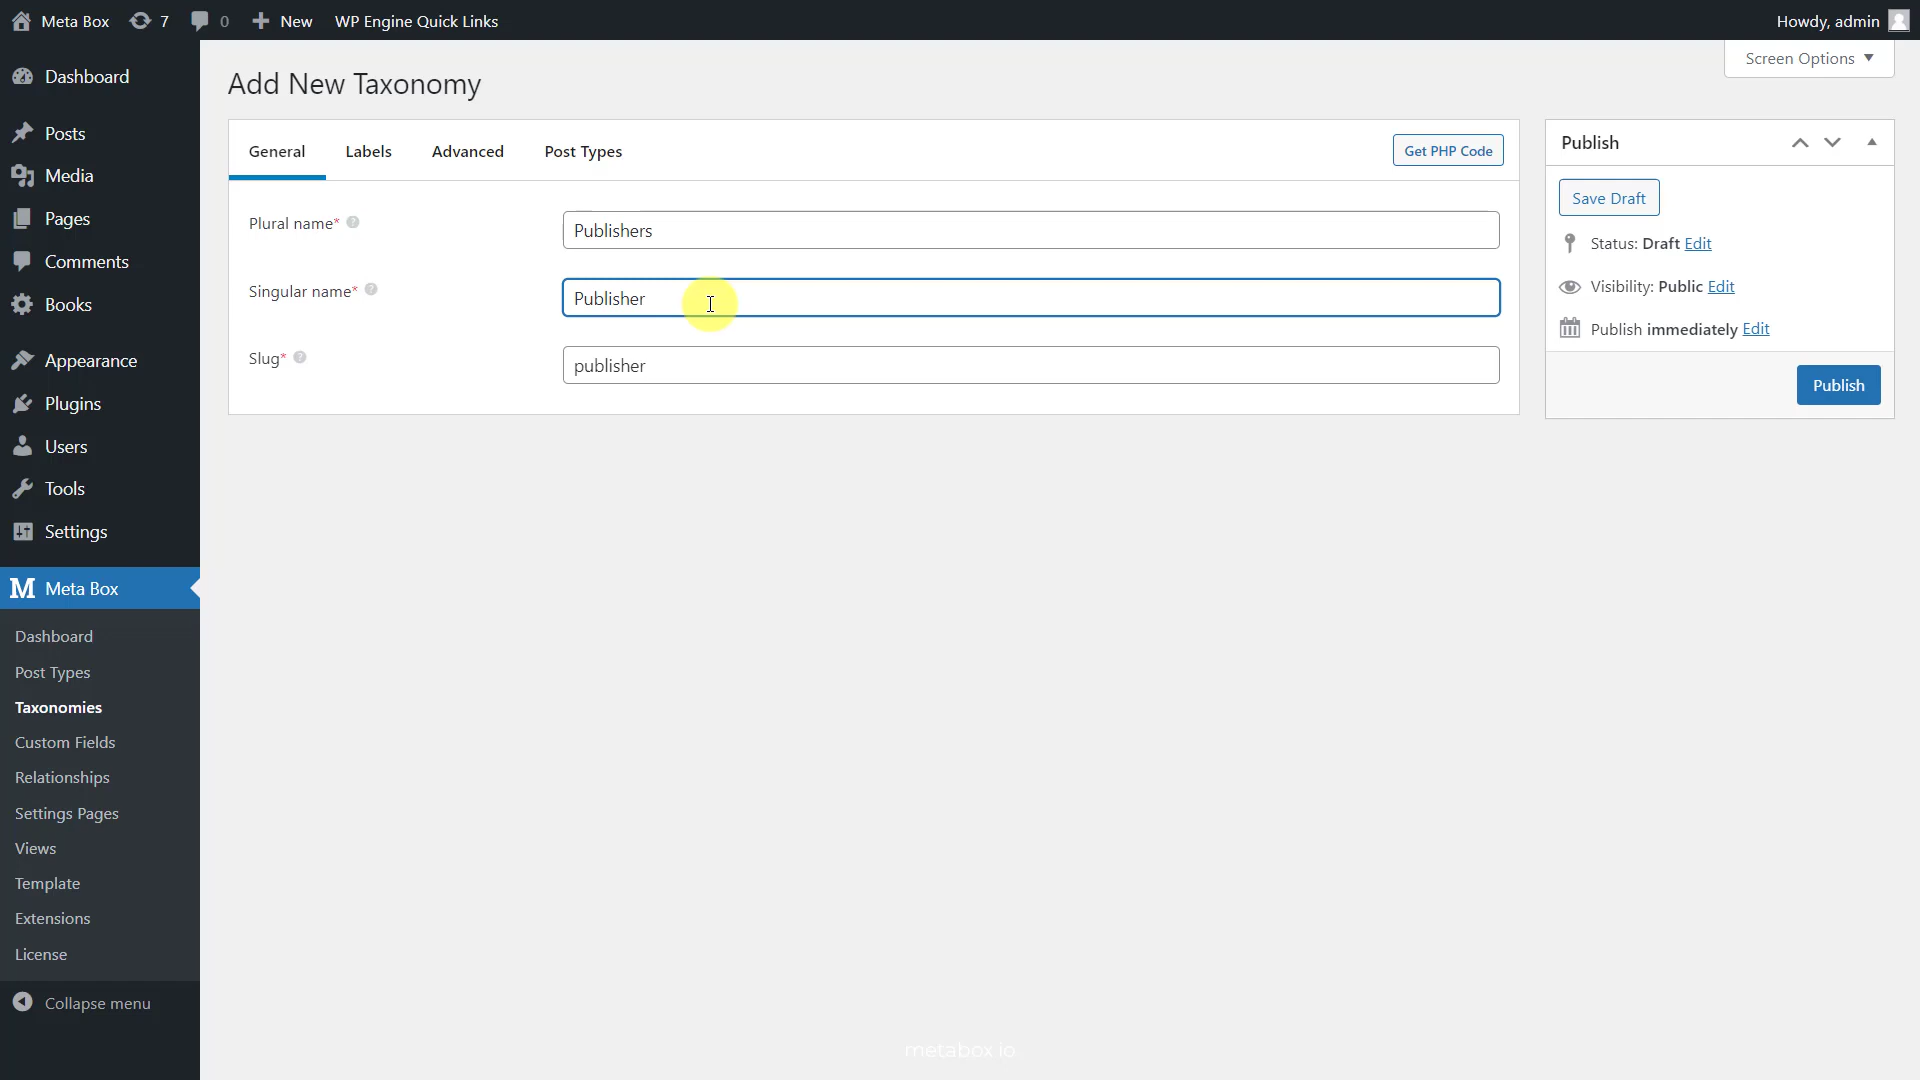 Meta Box 7 0 New WP Engine Quick Links Howdy, admin
Screen Options
Dashboard
Posts
Media
Pages
Comments
Books
Appearance
Plugins
Users
Tools
Settings
Meta Box
Dashboard
Post Types
Taxonomies
Custom Fields
Relationships
Settings Pages
Views
Template
Extensions
License
Collapse menu
Add New Taxonomy
General Labels Advanced Post Types Get PHP Code
Plural name* Publishers
Singular name* Publisher
Slug* publisher
Publish
Save Draft
Status: Draft Edit
Visibility: Public Edit
Publish immediately Edit
Publish
metabox.io